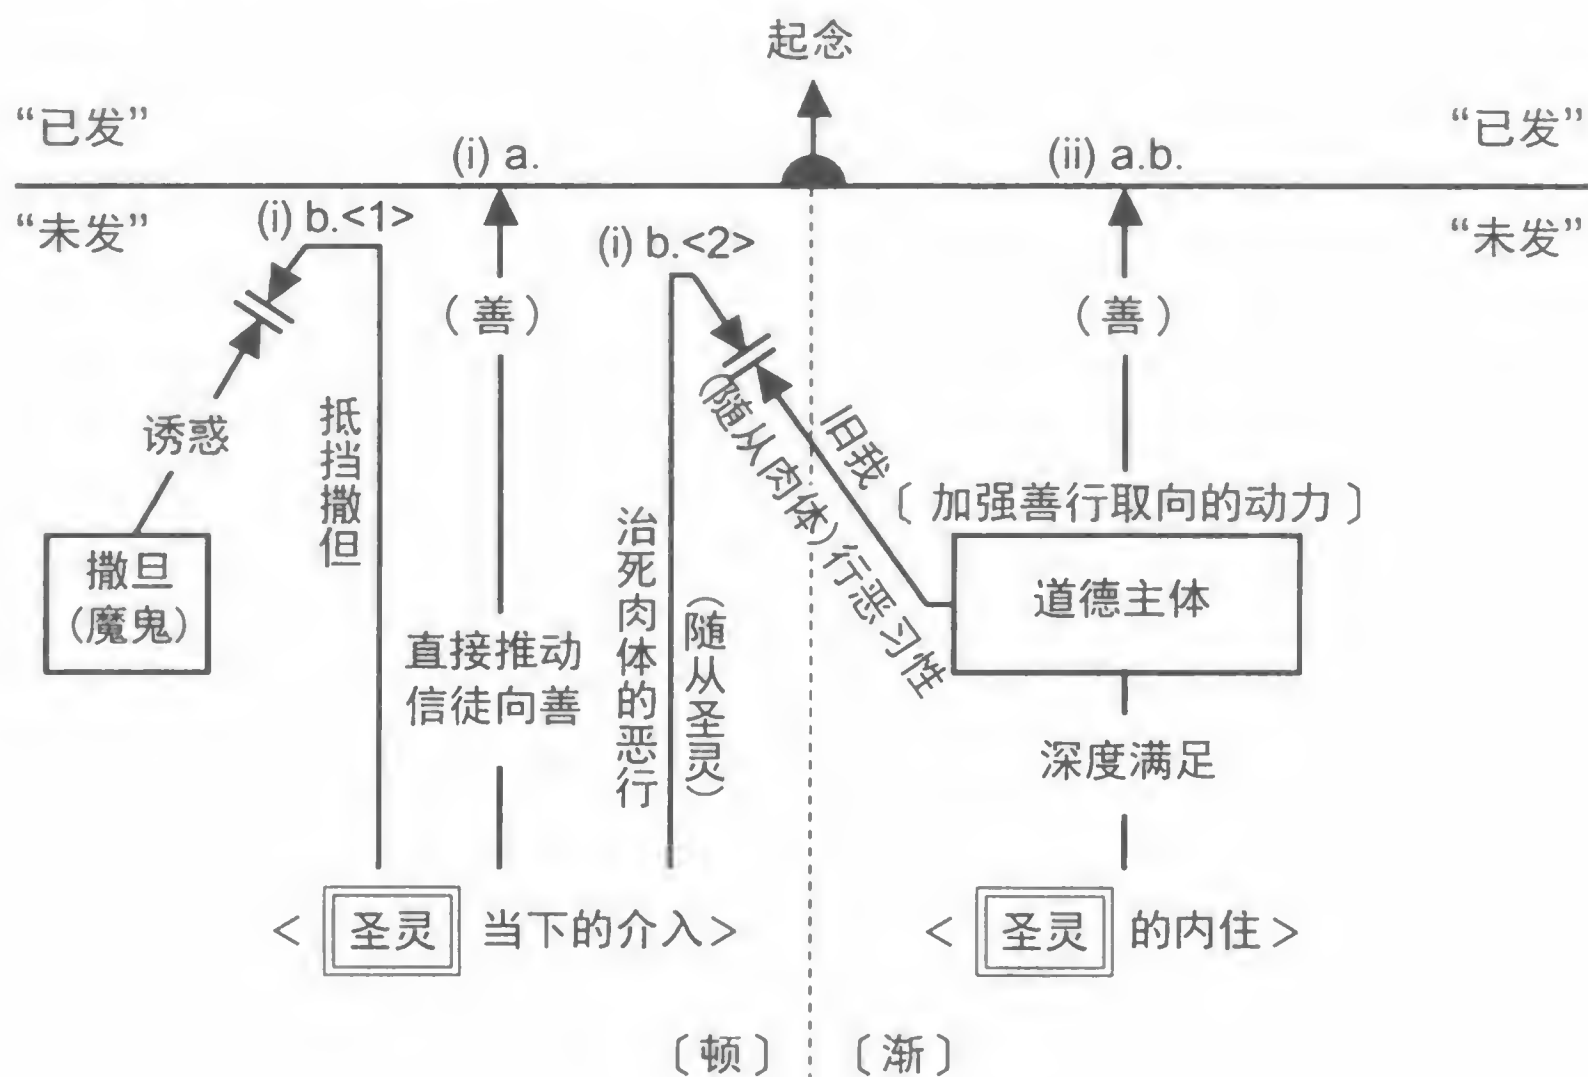 起念
“已发”
“已发”
(i) a.
(ii) a.b.
“未发”
“未发”
(i) b.<1>
(i) b.<2>
（善）
（善）
诱惑
抵挡撒但
旧我
（随从肉体）行恶习性
〔加强善行取向的动力〕
撒旦
（魔鬼）
治死肉体的恶行
（随从圣灵）
道德主体
直接推动
信徒向善
深度满足
<圣灵当下的介入>
<圣灵的内住>
〔顿〕
〔渐〕